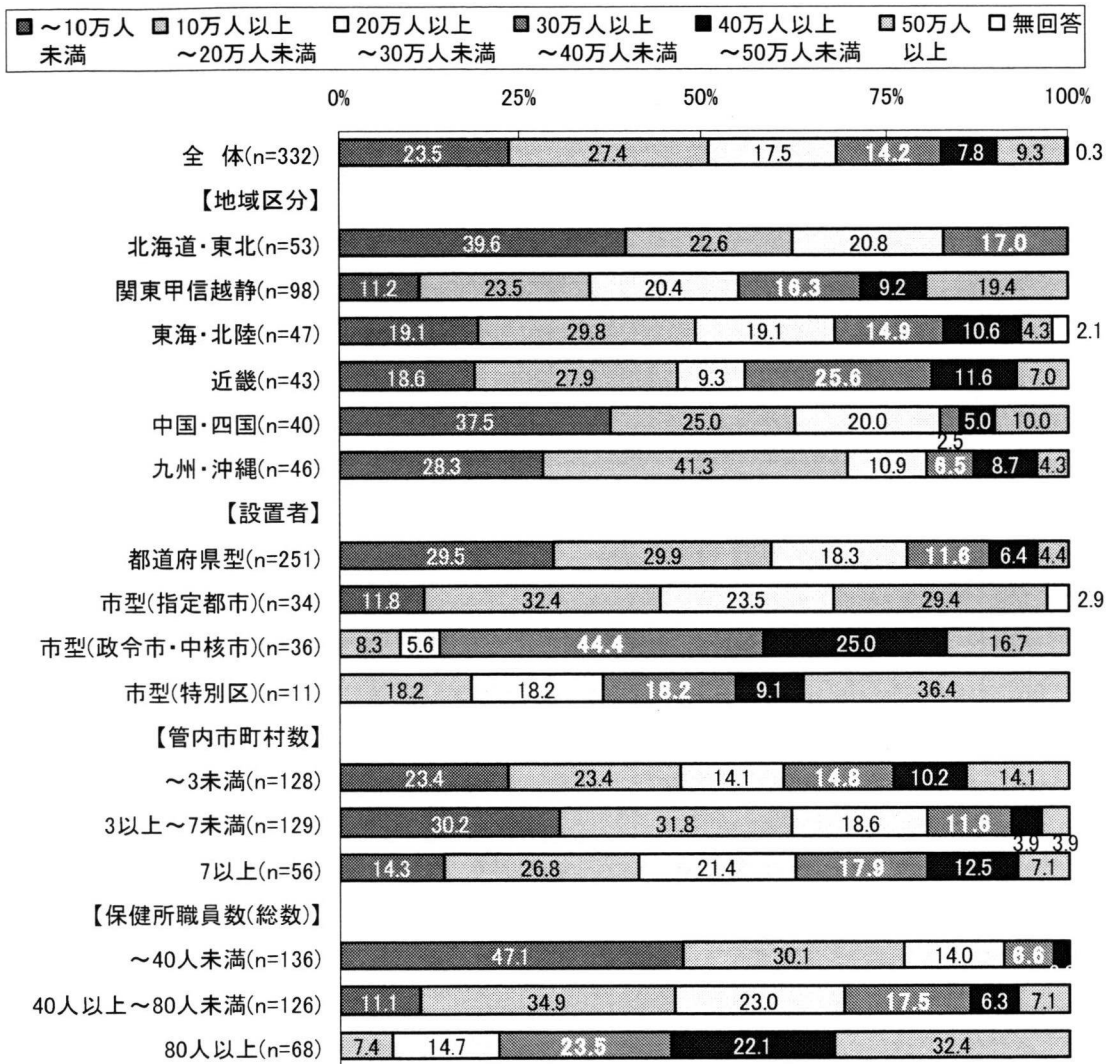 ～10万人未満 10万人以上～20万人未満 20万人以上～30万人未満 30万人以上～40万人未満 40万人以上～50万人未満 50万人以上 無回答
0% 25% 50% 75% 100%
全 体(n=332) 23.5 27.4 17.5 14.2 7.8 9.3 0.3
【地域区分】
北海道・東北(n=53) 39.6 22.6 20.8 17.0
関東甲信越静(n=98) 11.2 23.5 20.4 16.3 9.2 19.4
東海・北陸(n=47) 19.1 29.8 19.1 14.9 10.6 4.3 2.1
近畿(n=43) 18.6 27.9 9.3 25.6 11.6 7.0
中国・四国(n=40) 37.5 25.0 20.0 2.5 5.0 10.0
九州・沖縄(n=46) 28.3 41.3 10.9 6.5 8.7 4.3
【設置者】
都道府県型(n=251) 29.5 29.9 18.3 11.6 6.4 4.4
市型(指定都市)(n=34) 11.8 32.4 23.5 29.4 2.9
市型(政令市・中核市)(n=36) 8.3 5.6 44.4 25.0 16.7
市型(特別区)(n=11) 18.2 18.2 18.2 9.1 36.4
【管内市町村数】
～3未満(n=128) 23.4 23.4 14.1 14.8 10.2 14.1
3以上～7未満(n=129) 30.2 31.8 18.6 11.6 3.9 3.9
7以上(n=56) 14.3 26.8 21.4 17.9 12.5 7.1
【保健所職員数(総数)】
～40人未満(n=136) 47.1 30.1 14.0 6.6
40人以上～80人未満(n=126) 11.1 34.9 23.0 17.5 6.3 7.1
80人以上(n=68) 7.4 14.7 23.5 22.1 32.4